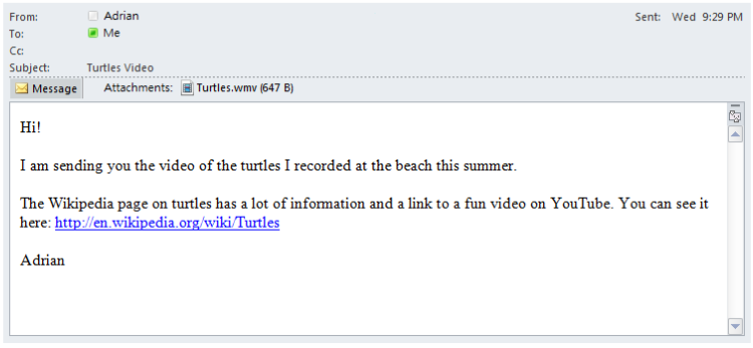 From: Adrian Sent: Wed 9:29 PM
To: Me
Cc:
Subject: Turtles Video
Message Attachments: Turtles.wmv (647 B)
Hi!
I am sending you the video of the turtles I recorded at the beach this summer.
The Wikipedia page on turtles has a lot of information and a link to a fun video on YouTube. You can see it
here: http://en.wikipedia.org/wiki/Turtles
Adrian